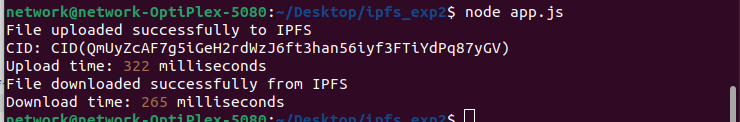 network@network-OptiPlex-5080:~/Desktop/ipfs_exp2$ node app.js
File uploaded successfully to IPFS
CID: CID(QmUyZcAF7g5iGeH2rdWzJ6ft3han56iyf3FTiYdPq87yGV)
Upload time: 322 milliseconds
File downloaded successfully from IPFS
Download time: 265 milliseconds
network@network-OptiPlex-5080:~/Desktop/ipfs_exp2$